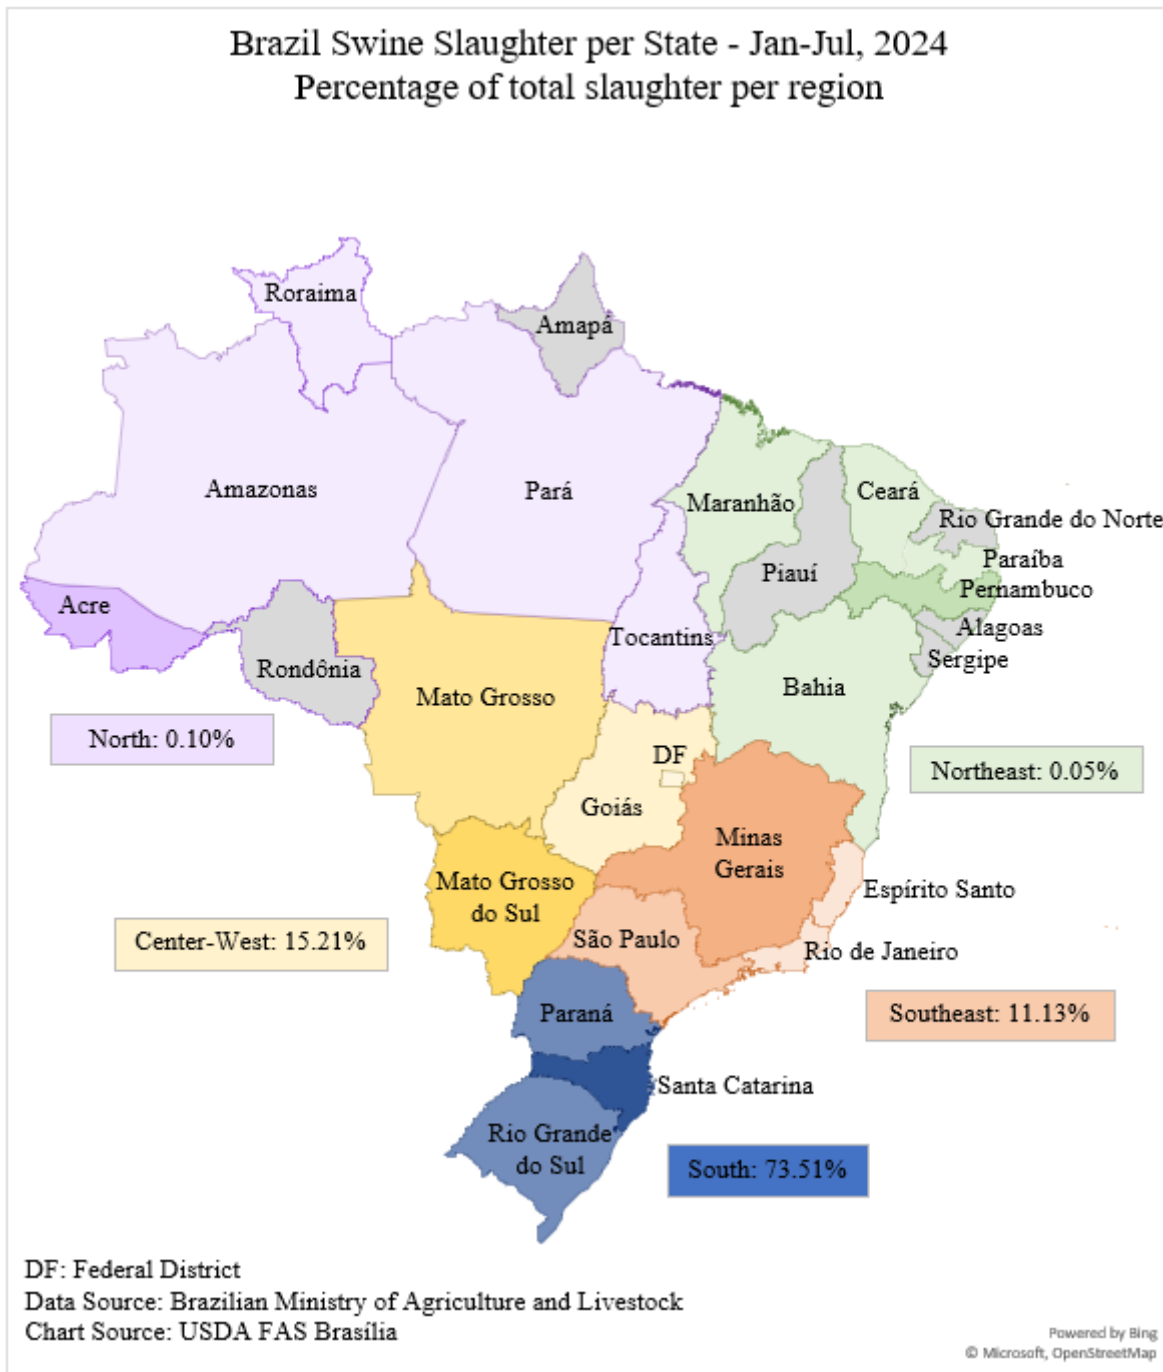 Brazil Swine Slaughter per State - Jan-Jul, 2024
Percentage of total slaughter per region
Roraima
Amapá
Amazonas
Pará
Maranhão
Ceará
Rio Grande do Norte
Paraíba
Piauí
Pernambuco
Acre
Alagoas
Tocantins
Sergipe
Rondônia
Mato Grosso
Bahia
North: 0.10%
DF
Northeast: 0.05%
Goiás
Minas
Gerais
Mato Grosso
do Sul
Espírito Santo
Center-West: 15.21%
São Paulo
Rio de Janeiro
Paraná
Southeast: 11.13%
Santa Catarina
Rio Grande
do Sul
South: 73.51%
DF: Federal District
Data Source: Brazilian Ministry of Agriculture and Livestock
Chart Source: USDA FAS Brasília
Powered by Bing
© Microsoft, OpenStreetMap